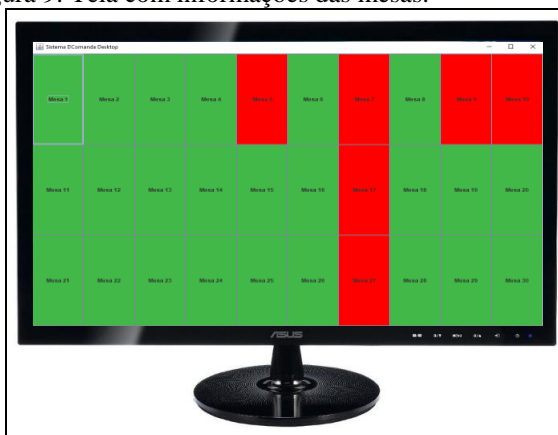 gura 9: Tela com informações das mesas.
Sistema EComanda Desktop
Mesa 1 Mesa 2 Mesa 3 Mesa 4 Mesa 5 Mesa 6 Mesa 7 Mesa 8 Mesa 9 Mesa 10
Mesa 11 Mesa 12 Mesa 13 Mesa 14 Mesa 15 Mesa 16 Mesa 17 Mesa 18 Mesa 19 Mesa 20
Mesa 21 Mesa 22 Mesa 23 Mesa 24 Mesa 25 Mesa 26 Mesa 27 Mesa 28 Mesa 29 Mesa 30
ASUS